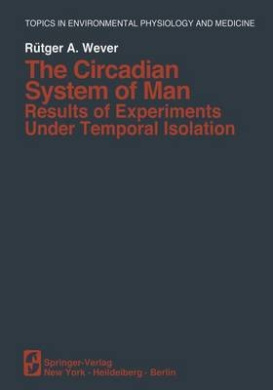 TOPICS IN ENVIRONMENTAL PHYSIOLOGY AND MEDICINE
Rütger A. Wever
The Circadian
System of Man
Results of Experiments
Under Temporal Isolation
Springer-Verlag
New York - Heildelberg - Berlin